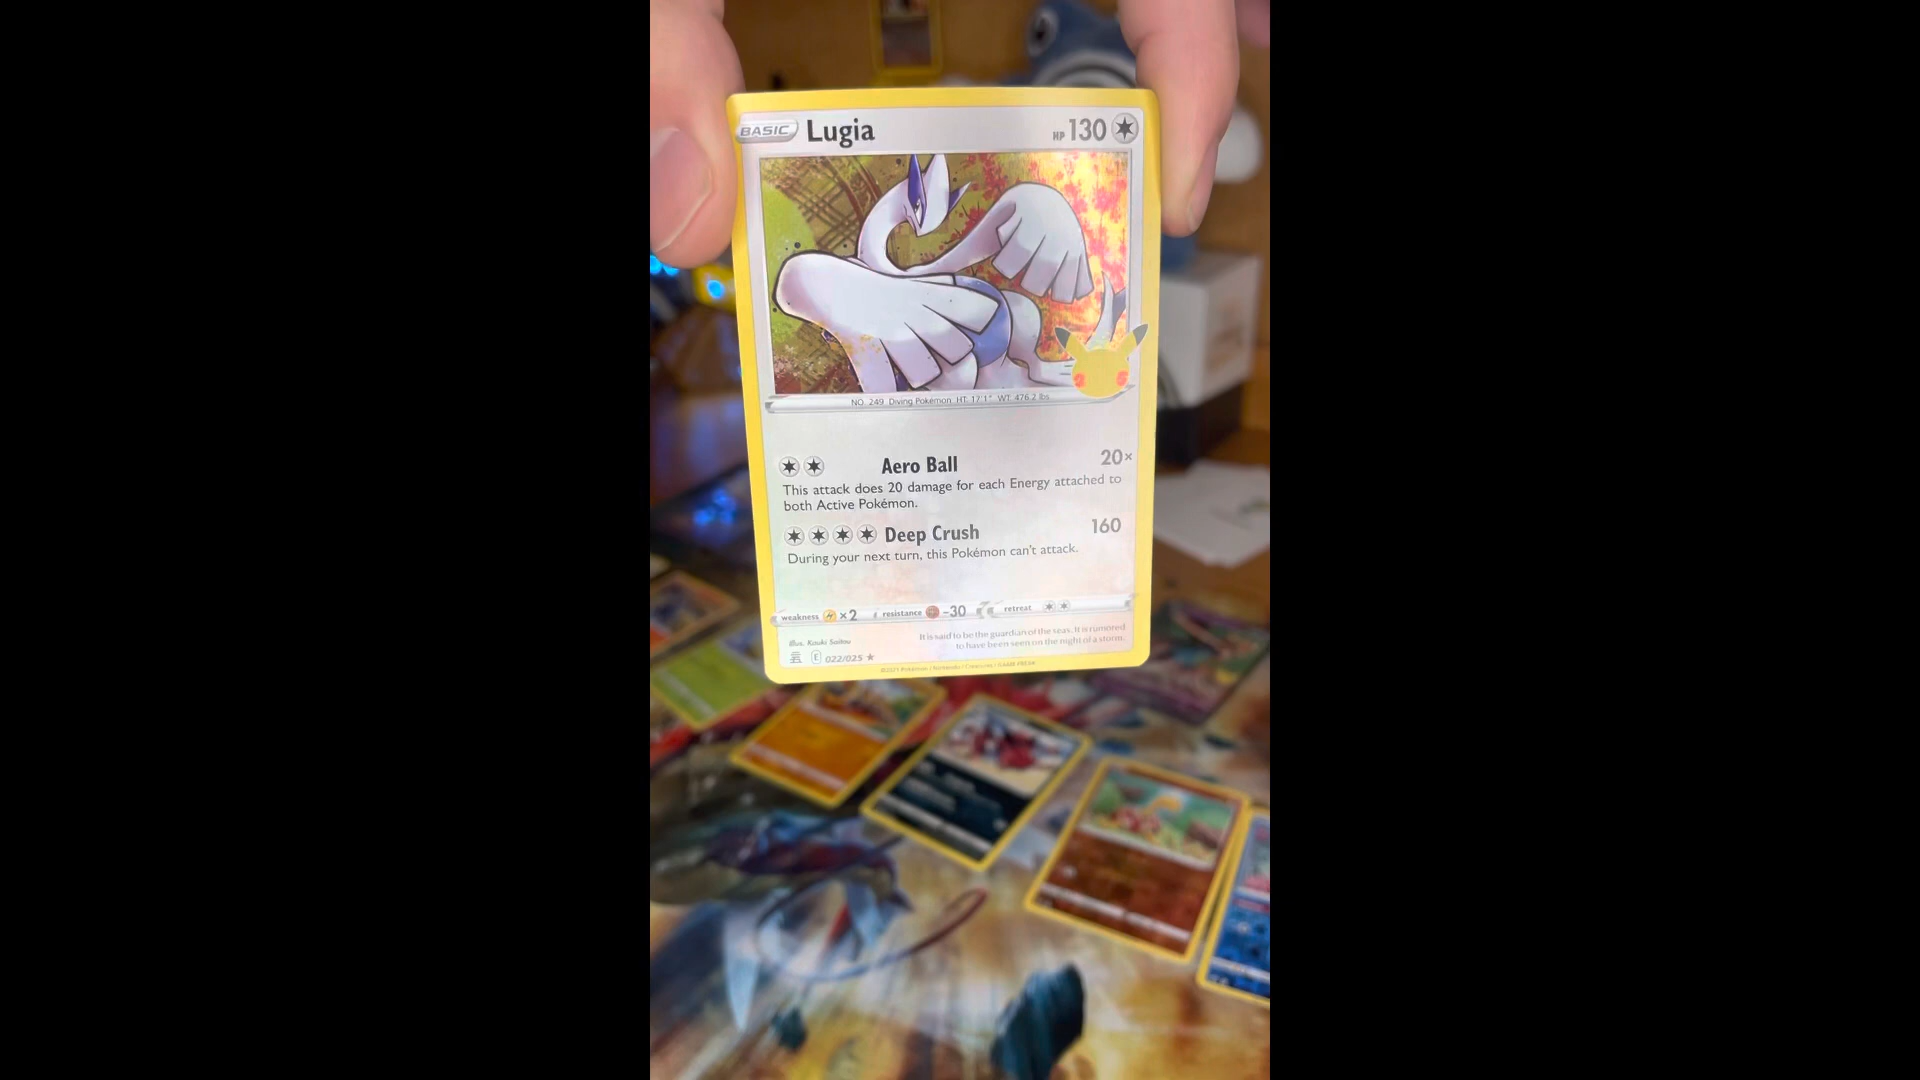 BASIC Lugia HP 130
NO. 249 Diving Pokémon HT: 17'1" WT: 476.2 lbs
Aero Ball 20×
This attack does 20 damage for each Energy attached to
both Active Pokémon.
Deep Crush 160
During your next turn, this Pokémon can't attack.
weakness ×2 resistance -30 retreat
Illus. Kouki Saitou
It is said to be the guardian of the seas. It is rumored
to have been seen on the night of a storm.
E 022/025 ★
©2021 Pokémon / Nintendo / Creatures / GAME FREAK